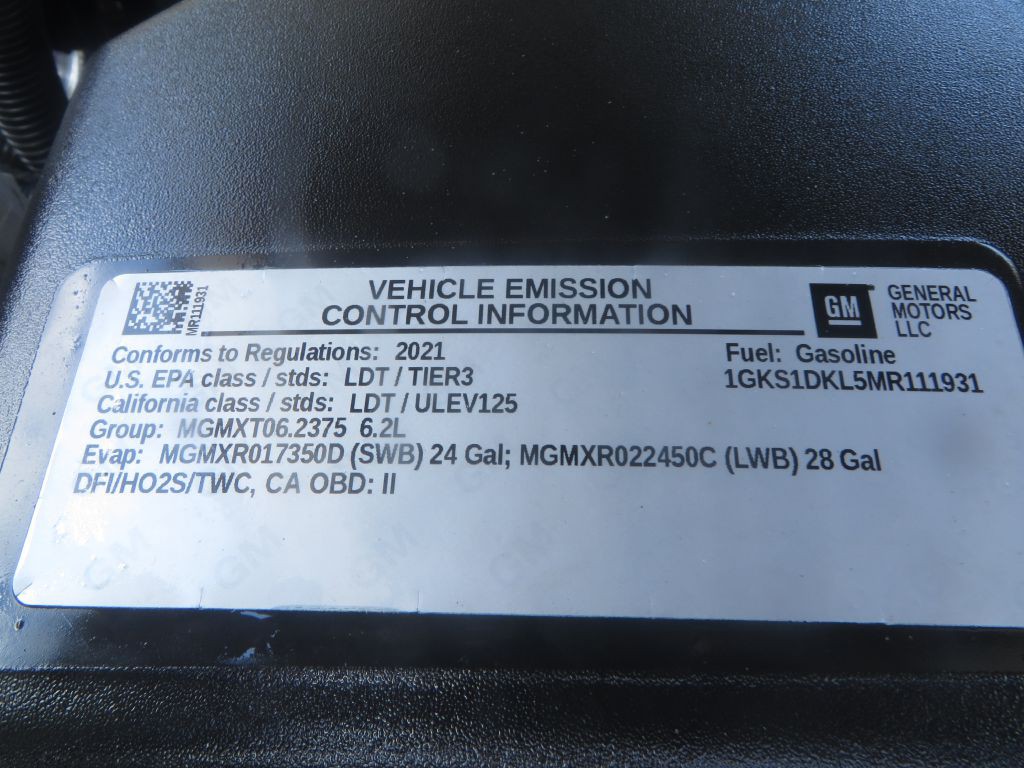 MR111931
VEHICLE EMISSION
CONTROL INFORMATION
GM
GENERAL
MOTORS
LLC
Conforms to Regulations: 2021
Fuel: Gasoline
U.S. EPA class / stds: LDT / TIER3
1GKS1DKL5MR111931
California class / stds: LDT / ULEV125
Group: MGMXT06.2375 6.2L
Evap: MGMXR017350D (SWB) 24 Gal; MGMXR022450C (LWB) 28 Gal
DFI/HO2S/TWC, CA OBD: II